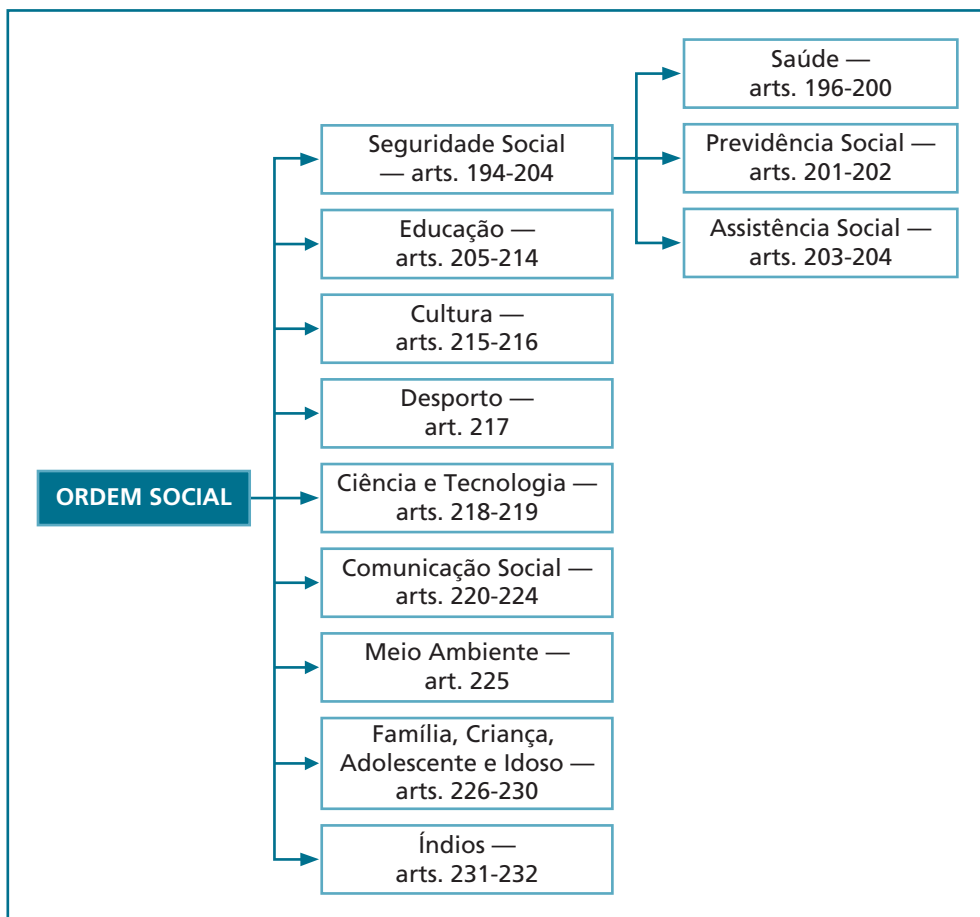 ORDEM SOCIAL
Seguridade Social
— arts. 194-204
Saúde —
arts. 196-200
Previdência Social —
arts. 201-202
Assistência Social —
arts. 203-204
Educação —
arts. 205-214
Cultura —
arts. 215-216
Desporto —
art. 217
Ciência e Tecnologia —
arts. 218-219
Comunicação Social —
arts. 220-224
Meio Ambiente —
art. 225
Família, Criança,
Adolescente e Idoso —
arts. 226-230
Índios —
arts. 231-232